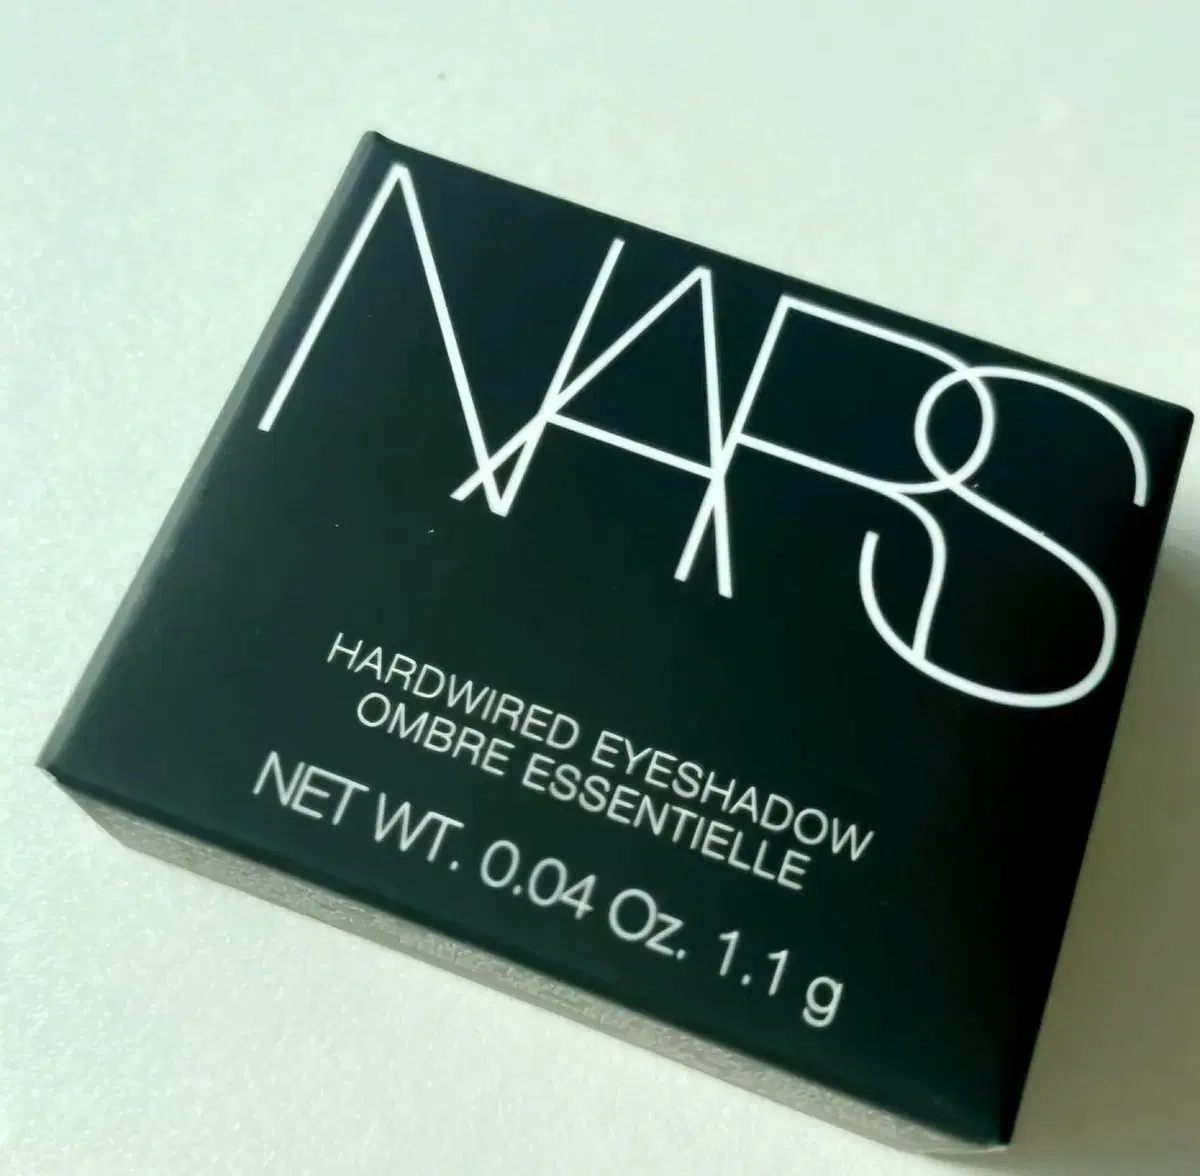 NARS
HARDWIRED EYESHADOW
OMBRE ESSENTIELLE
NET WT. 0.04 Oz. 1.1 g